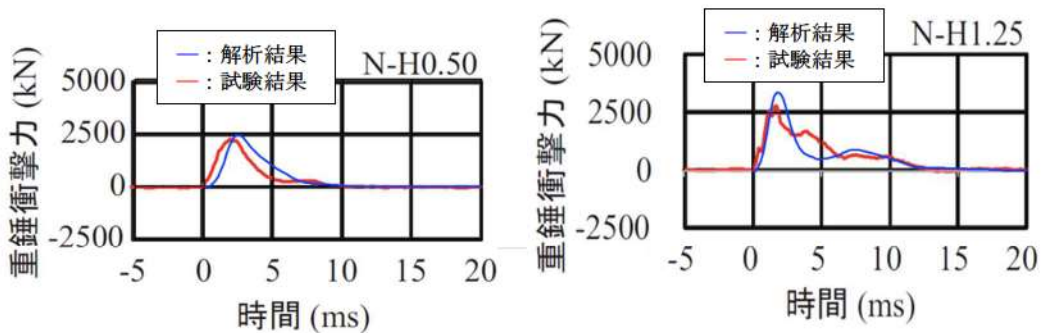 — : 解析結果
— : 試験結果
N-H0.50
5000
2500
0
-2500
重錘衝撃力 (kN)
-5 0 5 10 15 20
時間 (ms)
— : 解析結果
— : 試験結果
N-H1.25
5000
2500
0
-2500
重錘衝撃力 (kN)
-5 0 5 10 15 20
時間 (ms)